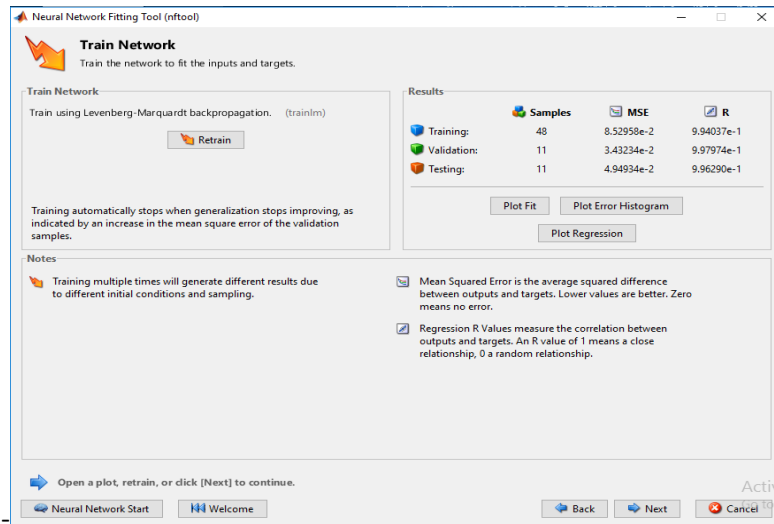 Neural Network Fitting Tool (nftool)
Train Network
Train the network to fit the inputs and targets.
Train Network
Train using Levenberg-Marquardt backpropagation. (trainlm)
Retrain
Training automatically stops when generalization stops improving, as
indicated by an increase in the mean square error of the validation
samples.
Results
Samples MSE R
Training: 48 8.52958e-2 9.94037e-1
Validation: 11 3.43234e-2 9.97974e-1
Testing: 11 4.94934e-2 9.96290e-1
Plot Fit Plot Error Histogram
Plot Regression
Notes
Training multiple times will generate different results due
to different initial conditions and sampling.
Mean Squared Error is the average squared difference
between outputs and targets. Lower values are better. Zero
means no error.
Regression R Values measure the correlation between
outputs and targets. An R value of 1 means a close
relationship, 0 a random relationship.
Open a plot, retrain, or click [Next] to continue.
Neural Network Start Welcome Back Next Cancel